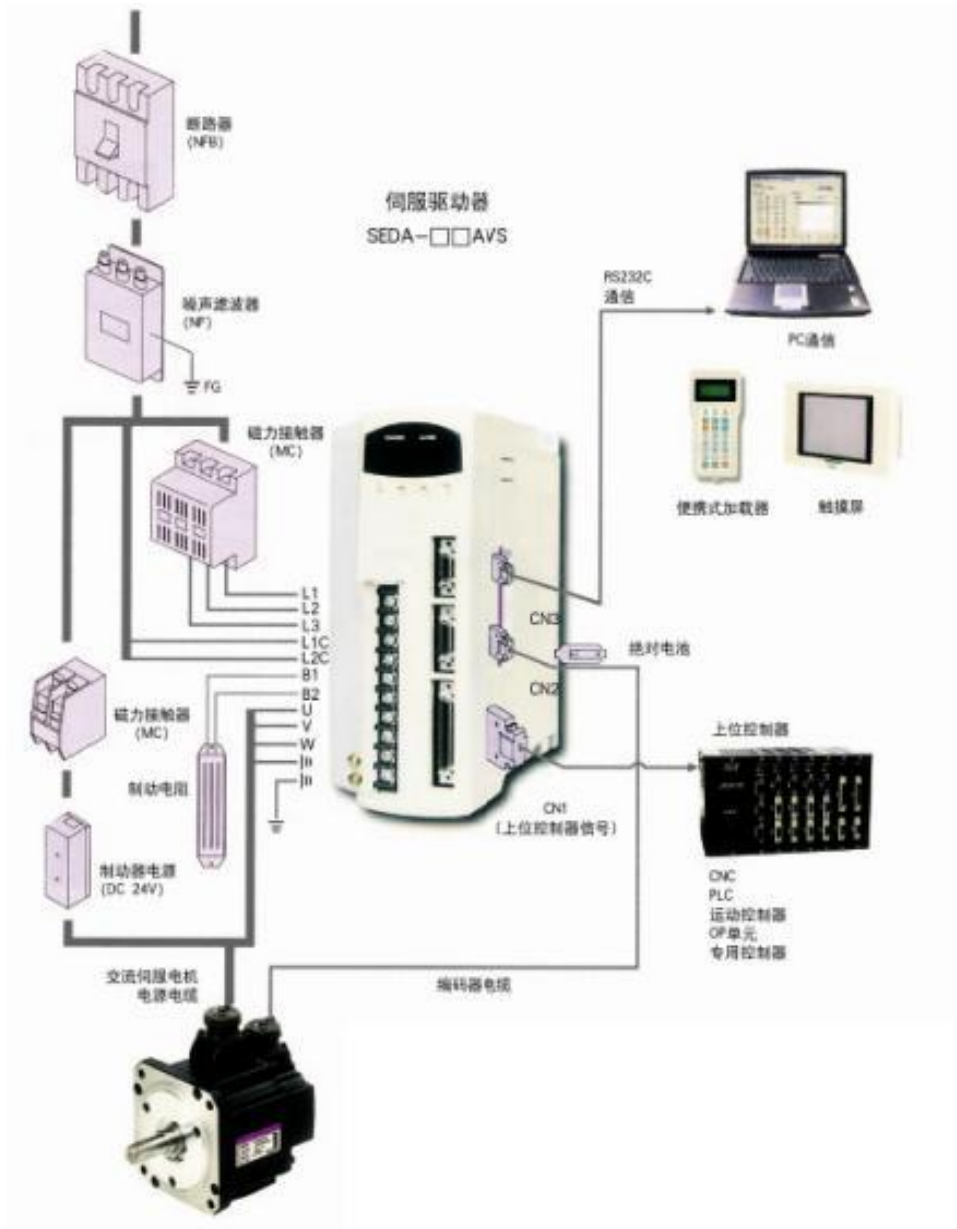 断路器
(NFB)
伺服驱动器
SEDA-□□AVS
噪声滤波器
(NF)
FG
RS232C
通信
PC通信
磁力接触器
(MC)
便携式加载器
触摸屏
L1
L2
L3
L1C
L2C
B1
B2
U
V
W
CN3
绝对电池
CN2
磁力接触器
(MC)
制动电阻
上位控制器
CN1
(上位控制器信号)
制动器电源
(DC 24V)
CNC
PLC
运动控制器
OP单元
专用控制器
交流伺服电机
电源电缆
编码器电缆